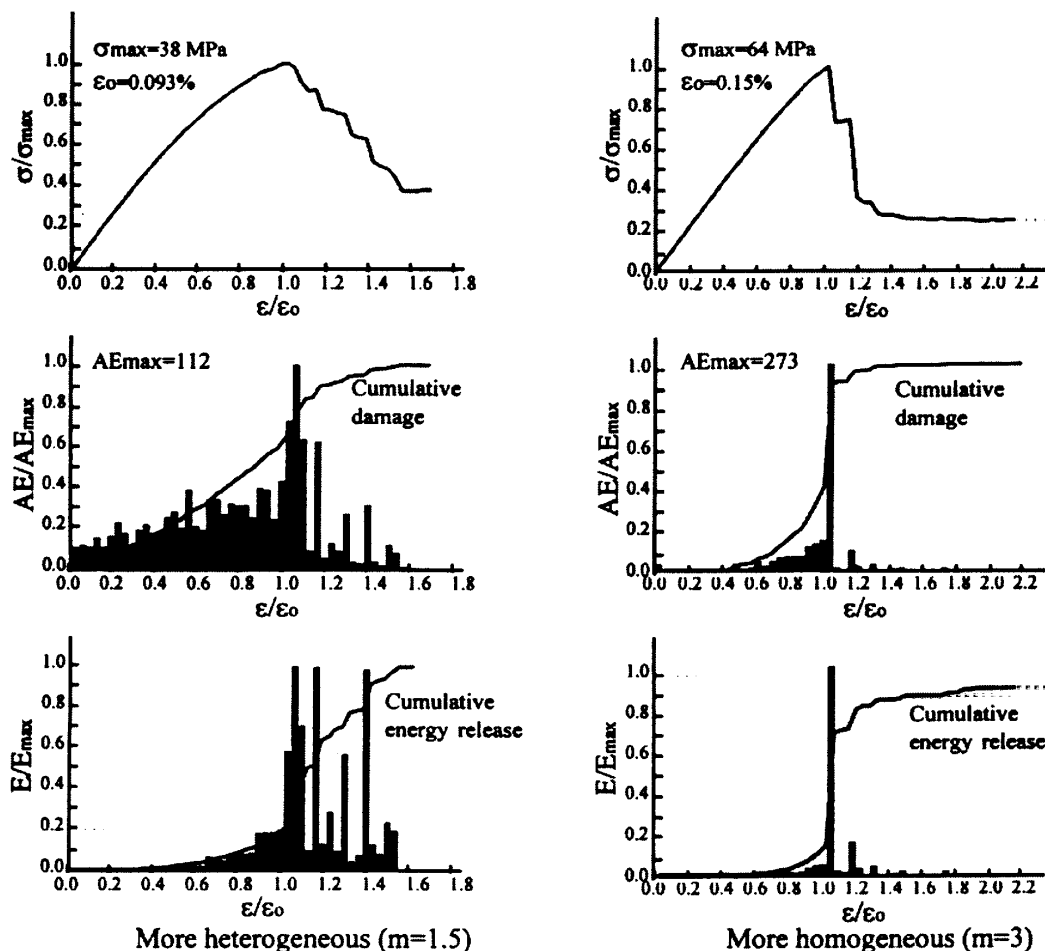 σmax=38 MPa
εo=0.093%
σ/σmax
1.0
0.8
0.6
0.4
0.2
0.0
0.0 0.2 0.4 0.6 0.8 1.0 1.2 1.4 1.6 1.8
ε/εo
σmax=64 MPa
εo=0.15%
σ/σmax
1.0
0.8
0.6
0.4
0.2
0.0
0.0 0.2 0.4 0.6 0.8 1.0 1.2 1.4 1.6 1.8 2.0 2.2
ε/εo
AEmax=112
Cumulative
damage
AE/AEmax
1.0
0.8
0.6
0.4
0.2
0.0
0.0 0.2 0.4 0.6 0.8 1.0 1.2 1.4 1.6 1.8
ε/εo
AEmax=273
Cumulative
damage
AE/AEmax
1.0
0.8
0.6
0.4
0.2
0.0
0.0 0.2 0.4 0.6 0.8 1.0 1.2 1.4 1.6 1.8 2.0 2.2
ε/εo
Cumulative
energy release
E/Emax
1.0
0.8
0.6
0.4
0.2
0.0
0.0 0.2 0.4 0.6 0.8 1.0 1.2 1.4 1.6 1.8
ε/εo
More heterogeneous (m=1.5)
Cumulative
energy release
E/Emax
1.0
0.8
0.6
0.4
0.2
0.0
0.0 0.2 0.4 0.6 0.8 1.0 1.2 1.4 1.6 1.8 2.0 2.2
ε/εo
More homogeneous (m=3)